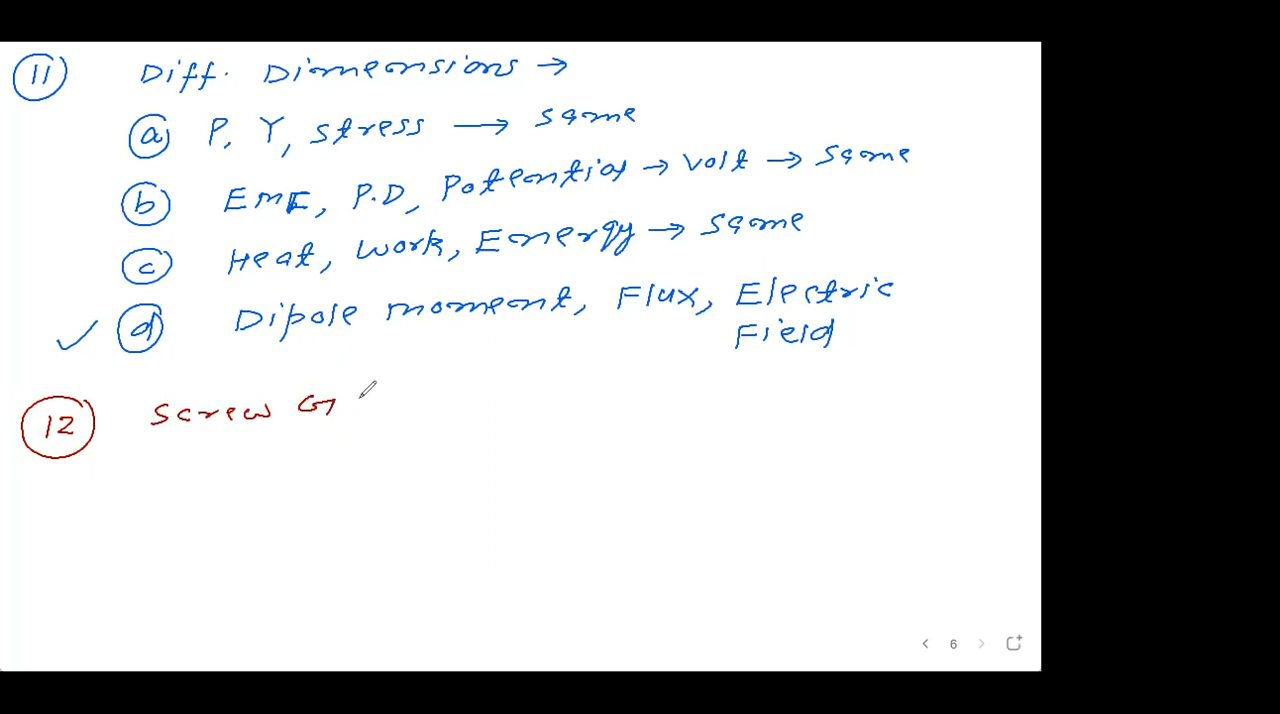 11 Diff. Dimensions →
a P, Y, stress → same
b EMF, P.D, Potential → Volt → same
c Heat, work, Energy → same
✓ d Dipole moment, Flux, Electric
Field
12 Screw G
< 6 >